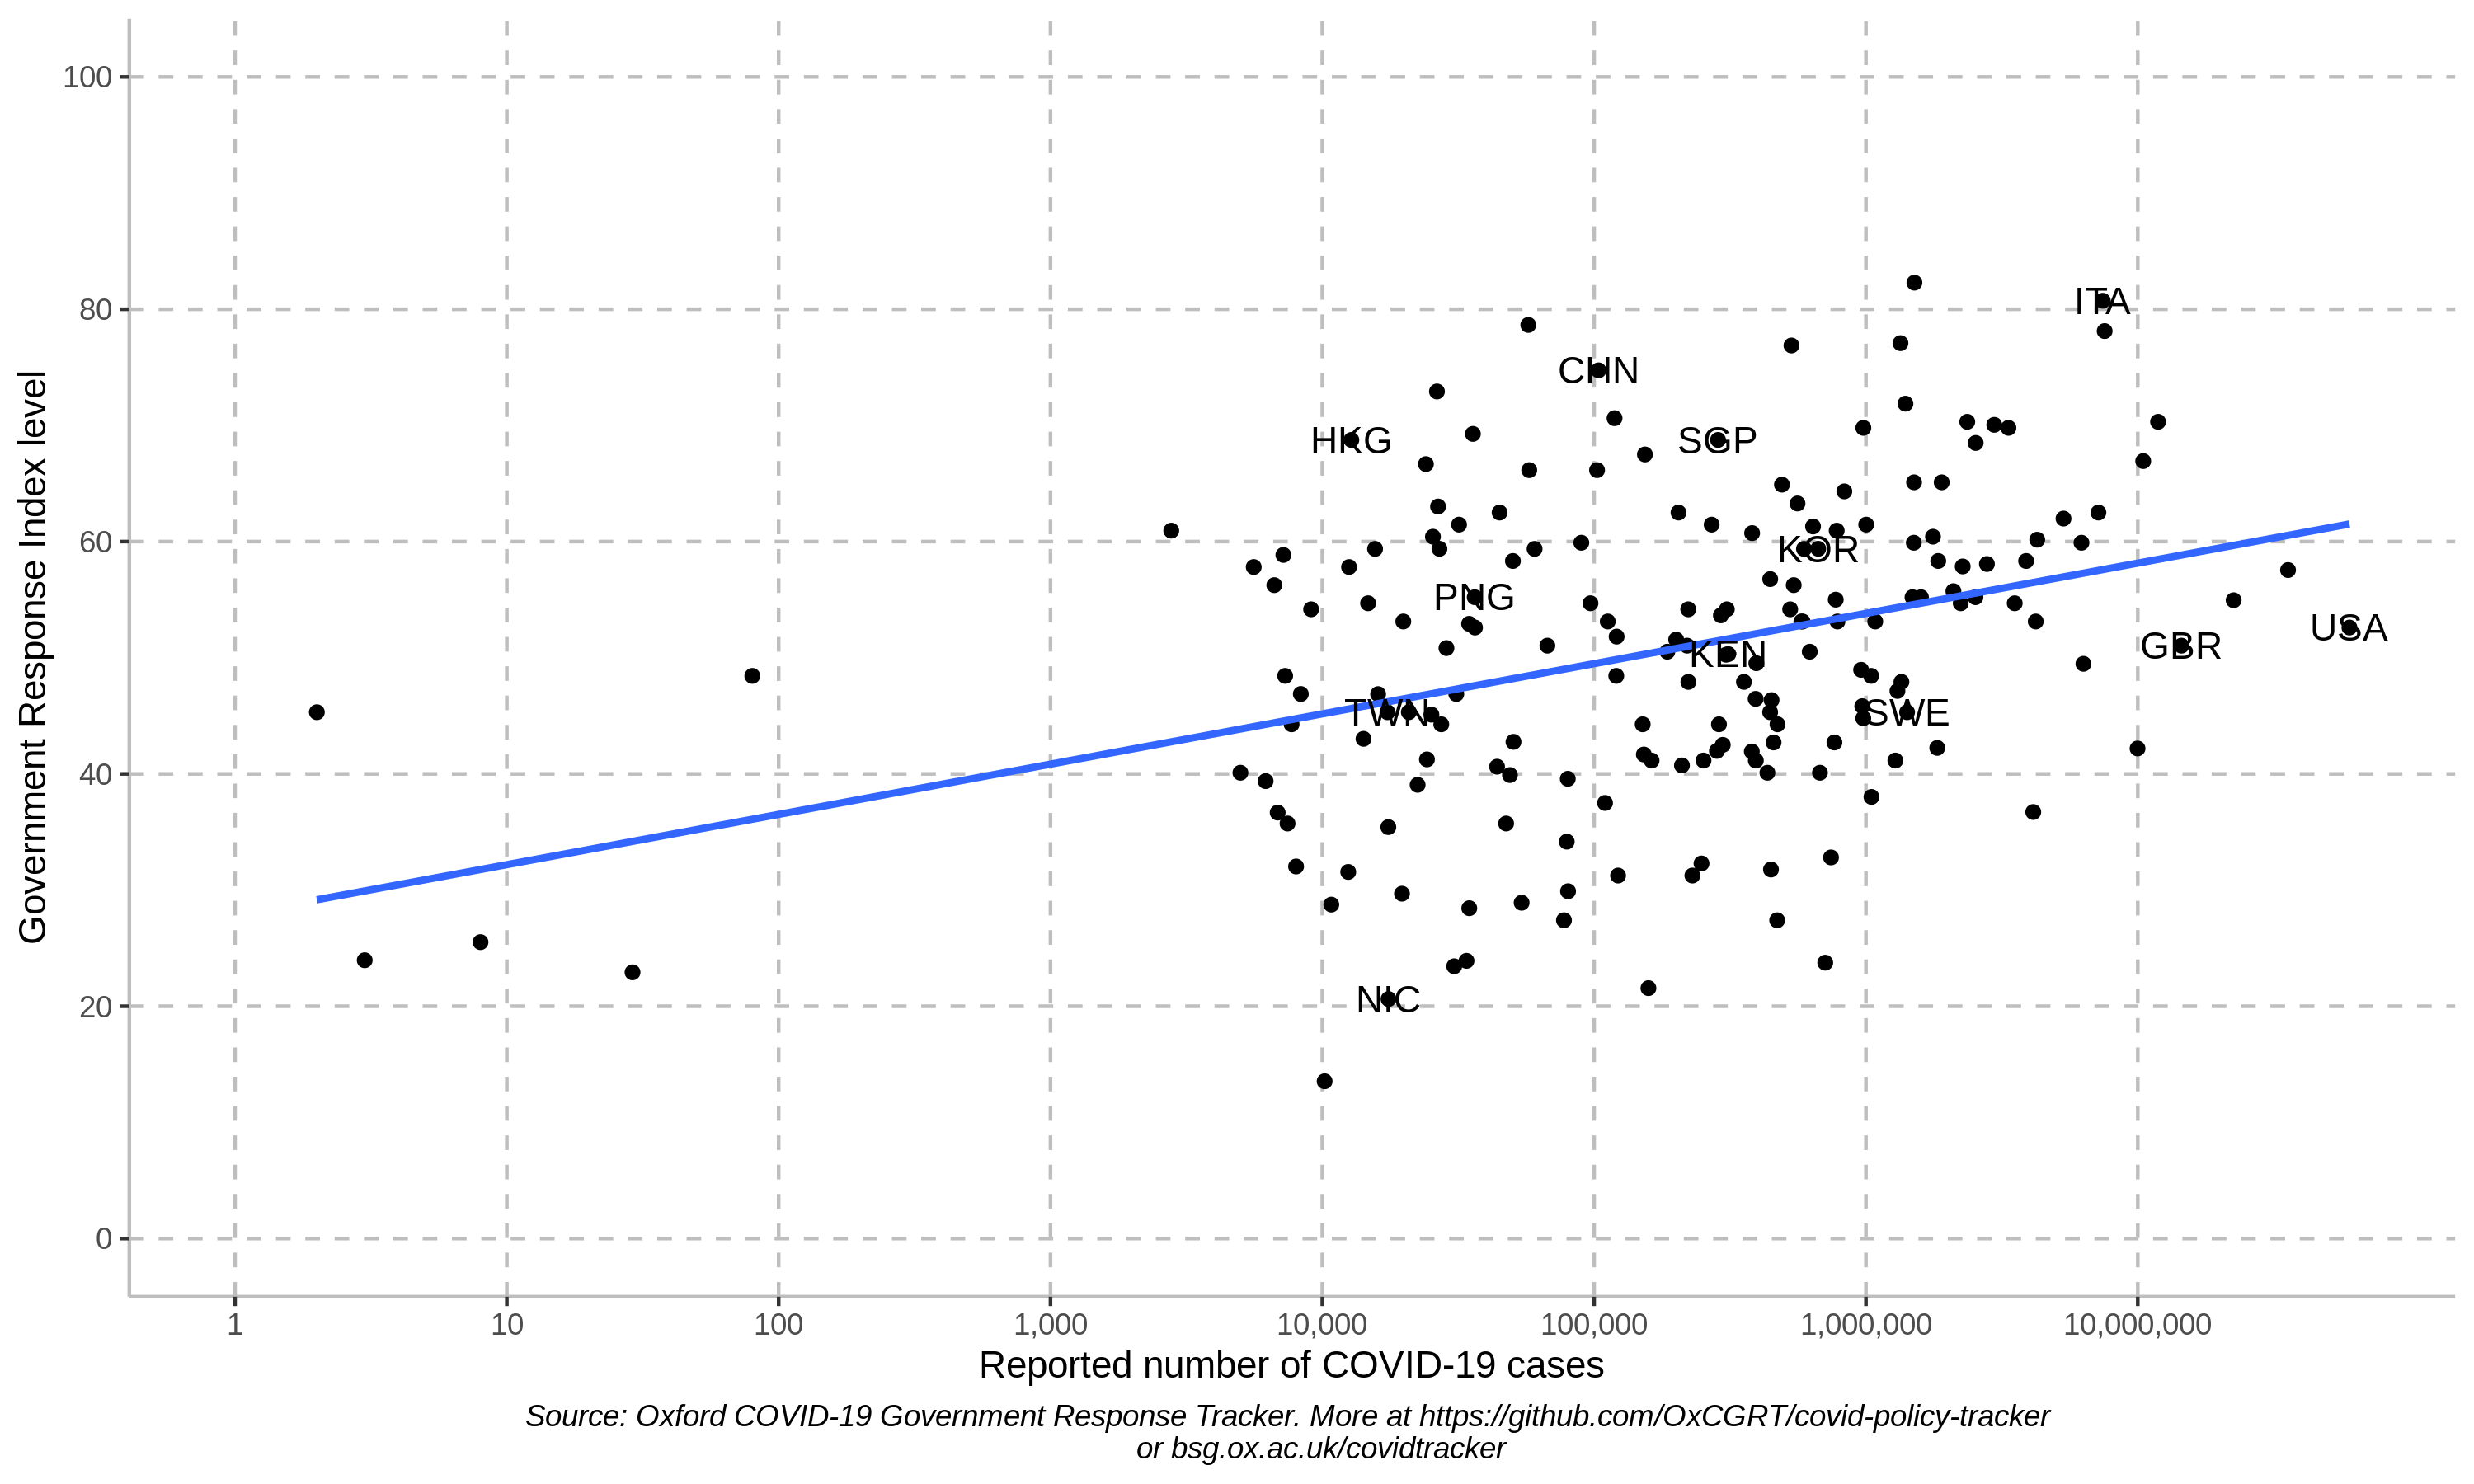 Government Response Index level
100
80
60
40
20
0
ITA
CHN
HKG
SGP
KOR
PNG
USA
GBR
KEN
TWN
SWE
NIC
1
10
100
1,000
10,000
100,000
1,000,000
10,000,000
Reported number of COVID-19 cases
Source: Oxford COVID-19 Government Response Tracker. More at https://github.com/OxCGRT/covid-policy-tracker
or bsg.ox.ac.uk/covidtracker